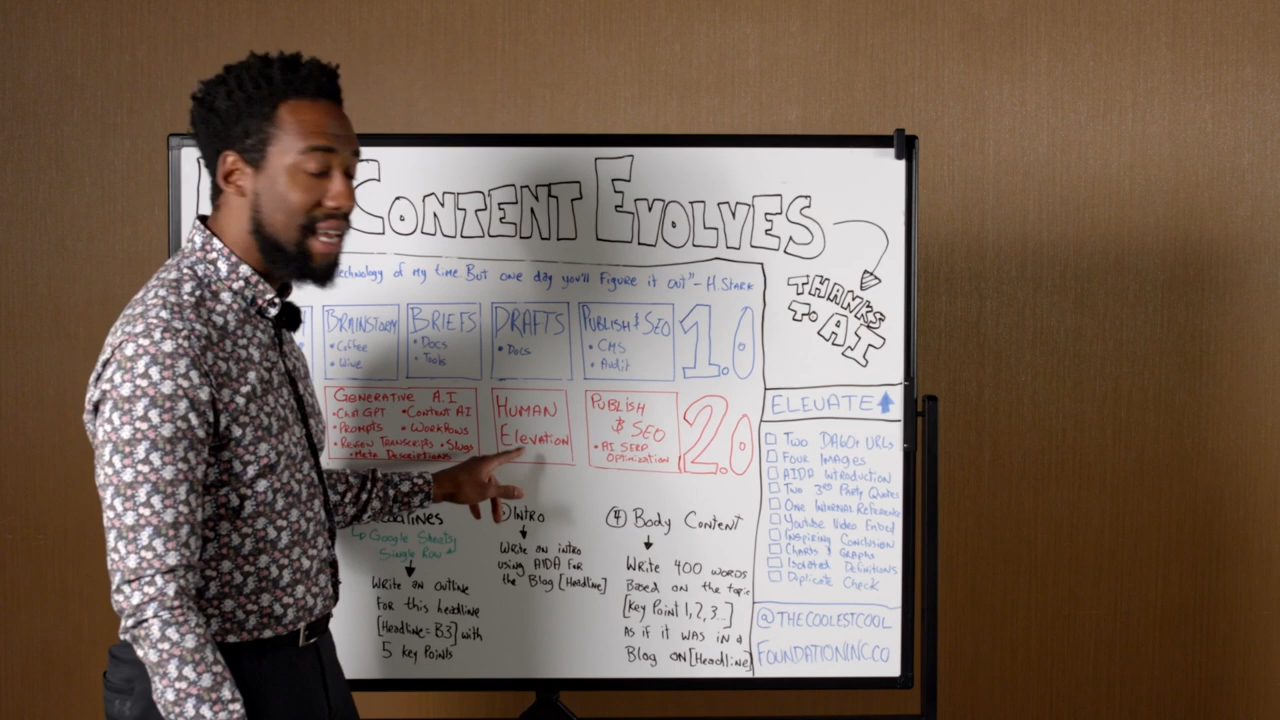 CONTENT EVOLVES
THANKS
TO AI
technology of my time But one day you'll Figure it out" - H. Stark
BRAINSTORM
• Coffee
• Wine
BRIEFS
• Docs
• Tools
DRAFTS
• Docs
PUBLISH & SEO
• CMS
• Audit
1.0
GENERATIVE A.I
• Chat GPT • Content AI
• Prompts • Workflows
• Review Transcripts • Slugs
• Meta Descriptions
HUMAN
Elevation
PUBLISH
& SEO
• AI SERP
Optimization
2.0
ELEVATE
Two DA60+ URLs
Four Images
AIDA Introduction
Two 3rd Party Quotes
One Internal Reference
Youtube Video Embed
Inspiring Conclusion
Charts & Graphs
Isolated Definitions
Duplicate Check
@THECOOLESTCOOL
FOUNDATIONINC.CO
Google Sheets
Single Row
Write an outline
For this headline
[Headline = B3] with
5 key Points
Intro
Write an intro
using AIDA for
the Blog [Headline]
④ Body Content
Write 400 words
Based on the topic
[Key Point 1, 2, 3...]
As if it was in a
Blog on [Headline]